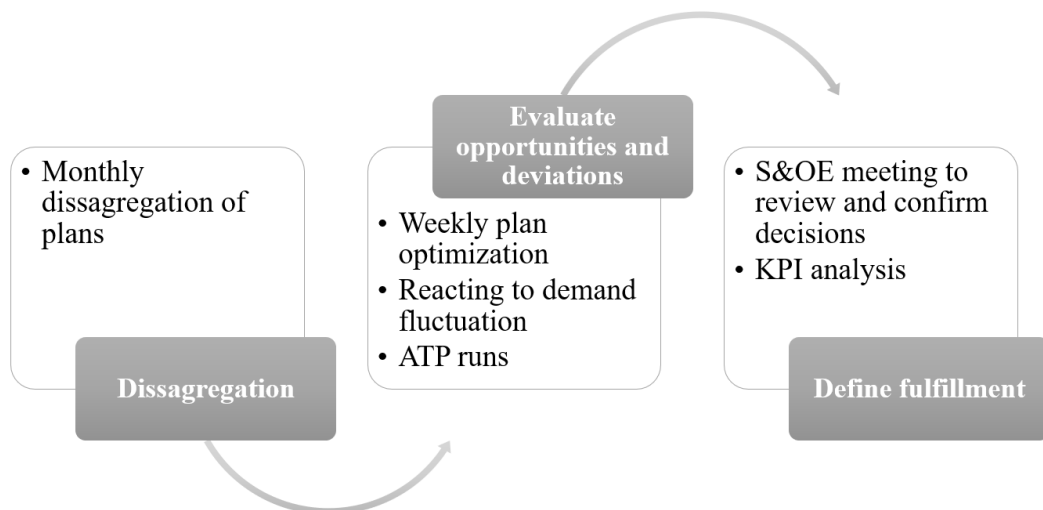 • Monthly
dissagregation of
plans
Dissagregation
Evaluate
opportunities and
deviations
• Weekly plan
optimization
• Reacting to demand
fluctuation
• ATP runs
• S&OE meeting to
review and confirm
decisions
• KPI analysis
Define fulfillment